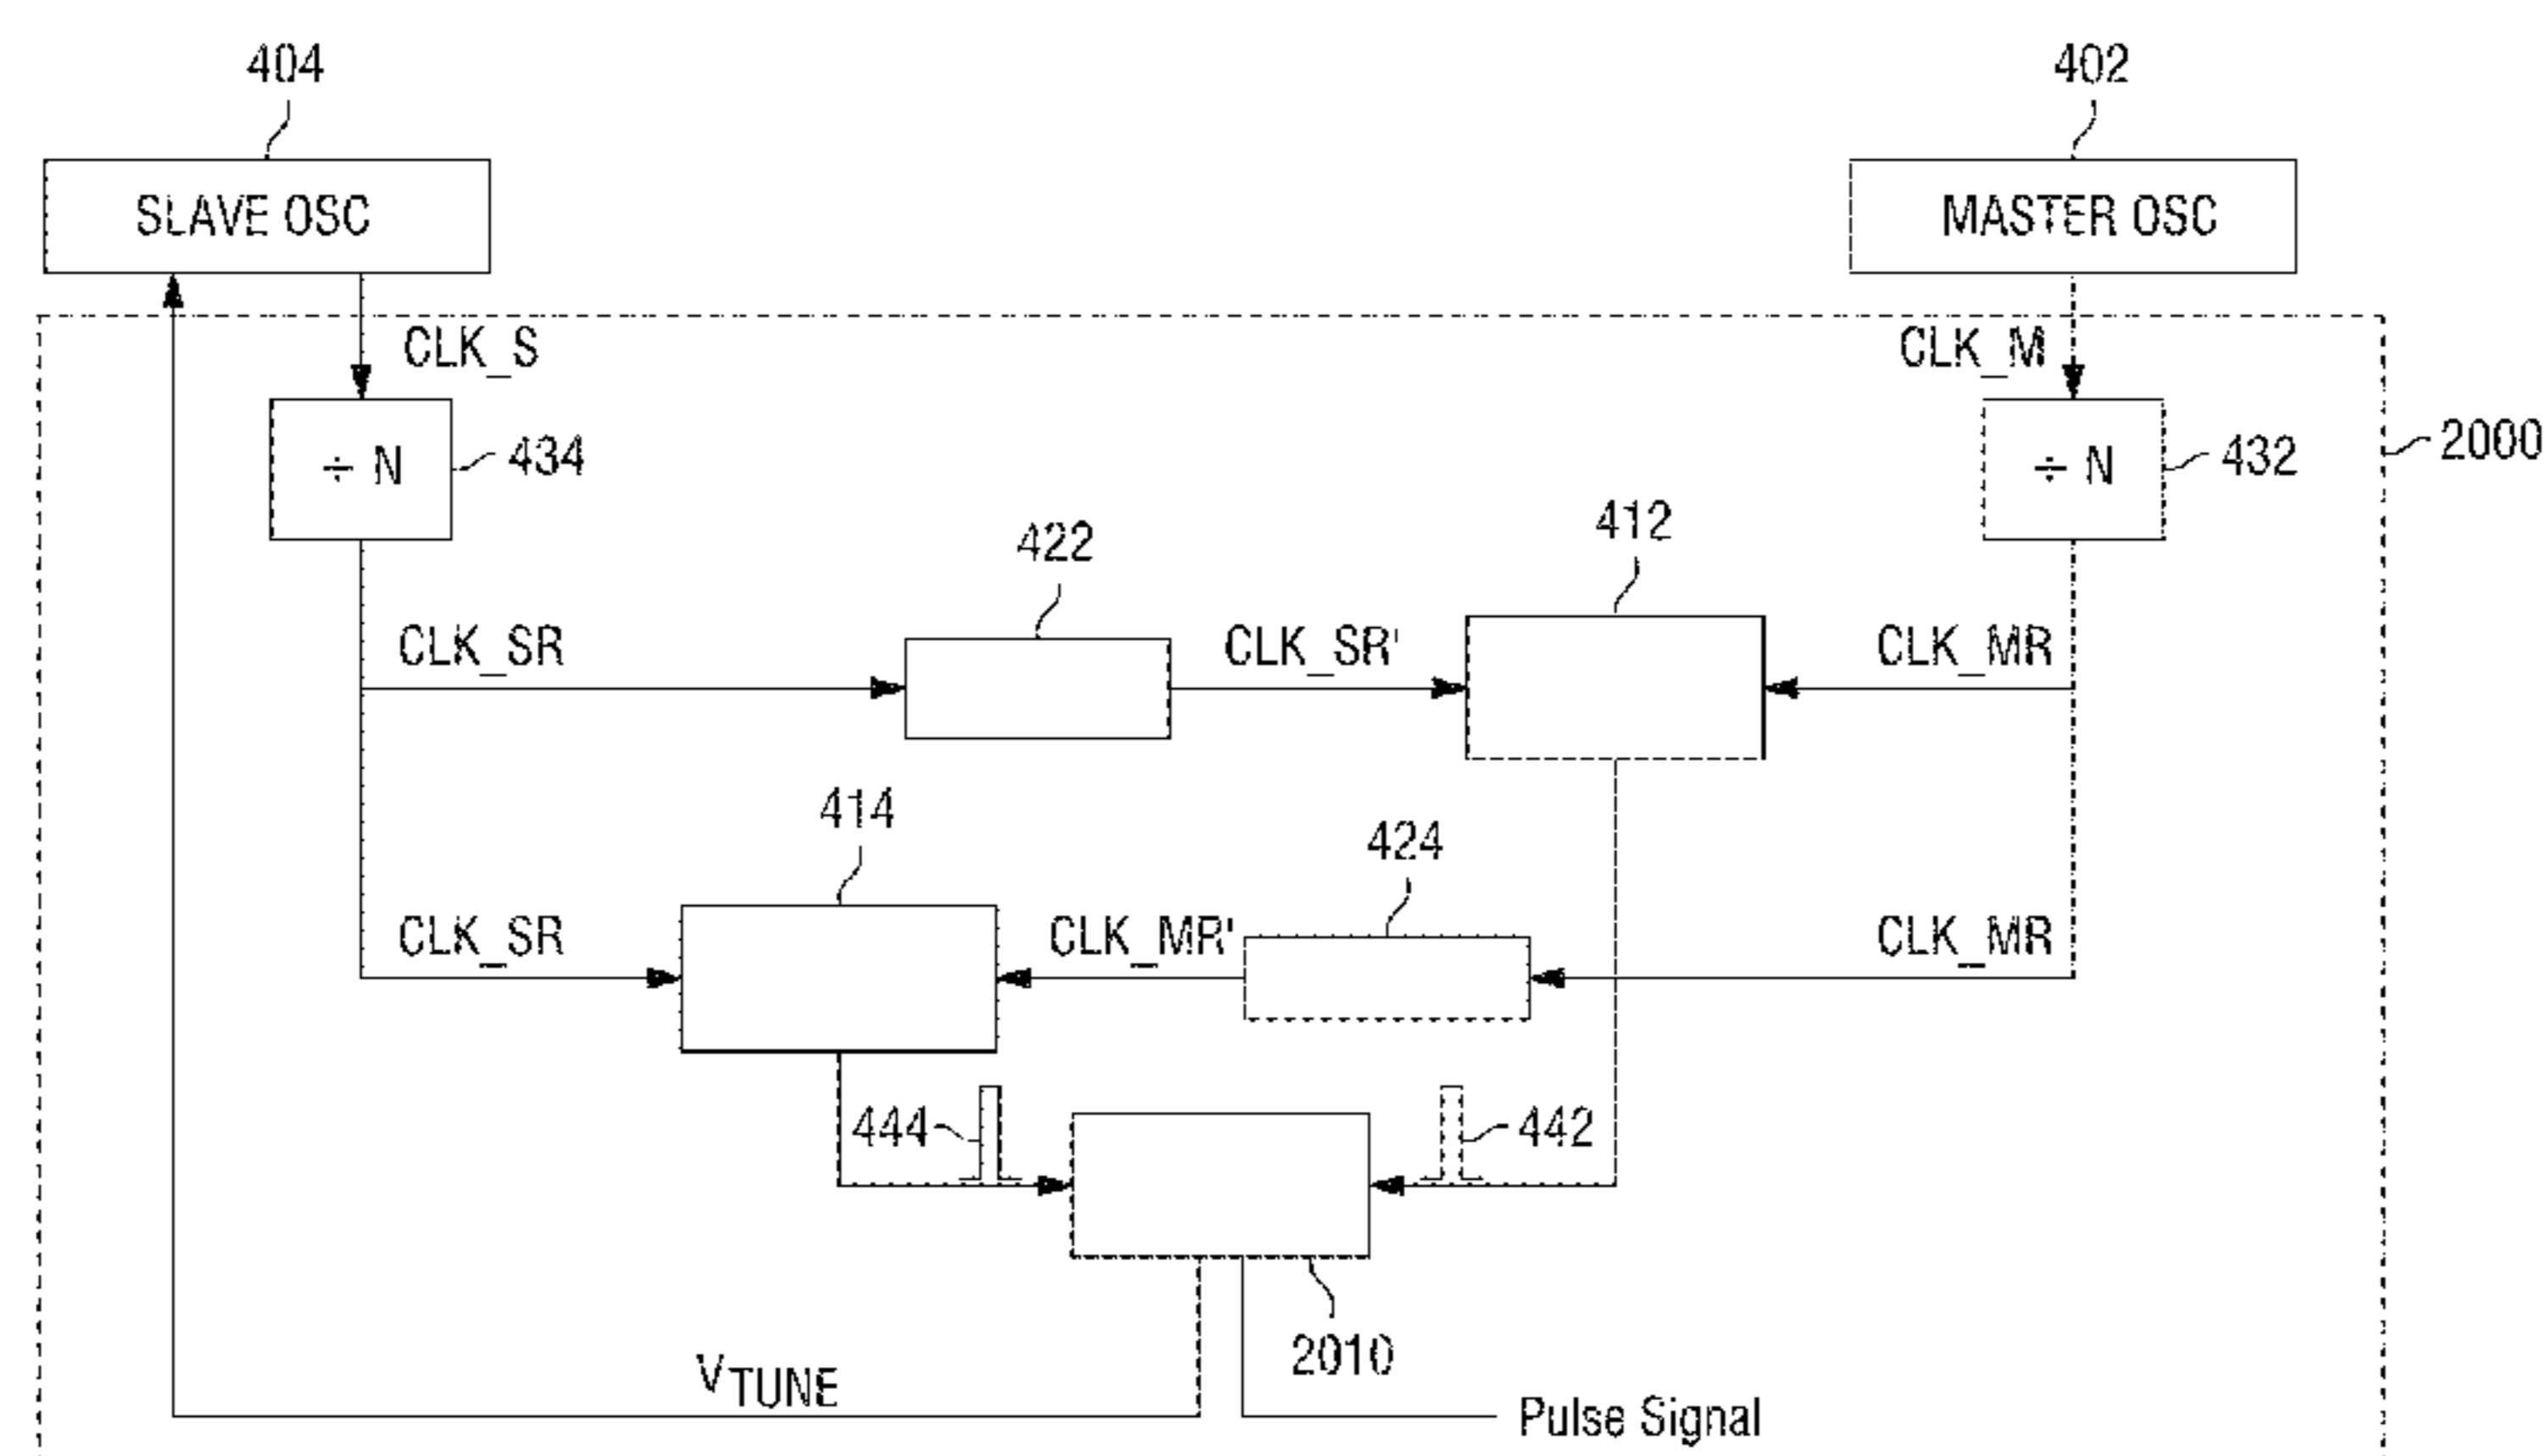 404
402
SLAVE OSC
MASTER OSC
CLK_S
CLK_M
÷ N
434
÷ N
432
2000
422
412
CLK_SR
CLK_SR'
CLK_MR
414
424
CLK_SR
CLK_MR'
CLK_MR
444
442
2010
VTUNE
Pulse Signal